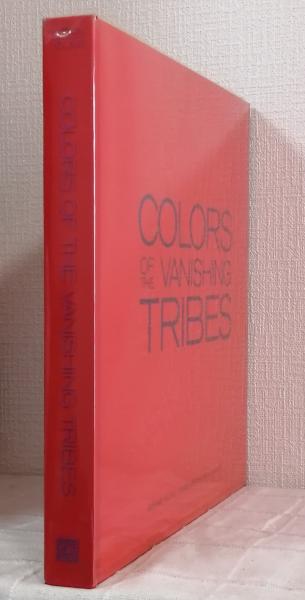 COLORS OF THE VANISHING TRIBES
COLORS
OF THE VANISHING
TRIBES